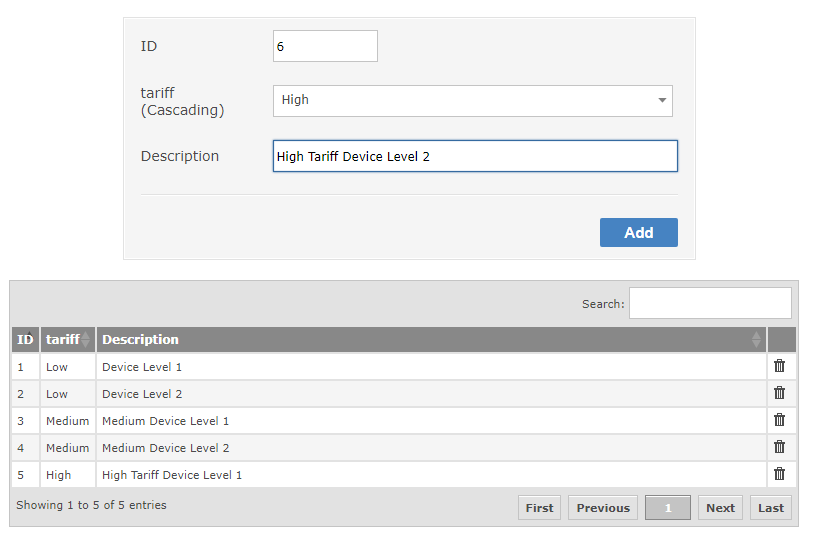 ID
6
tariff
(Cascading)
High
Description
High Tariff Device Level 2
Add
Search:
ID tariff Description
1 Low Device Level 1
2 Low Device Level 2
3 Medium Medium Device Level 1
4 Medium Medium Device Level 2
5 High High Tariff Device Level 1
Showing 1 to 5 of 5 entries
First Previous 1 Next Last